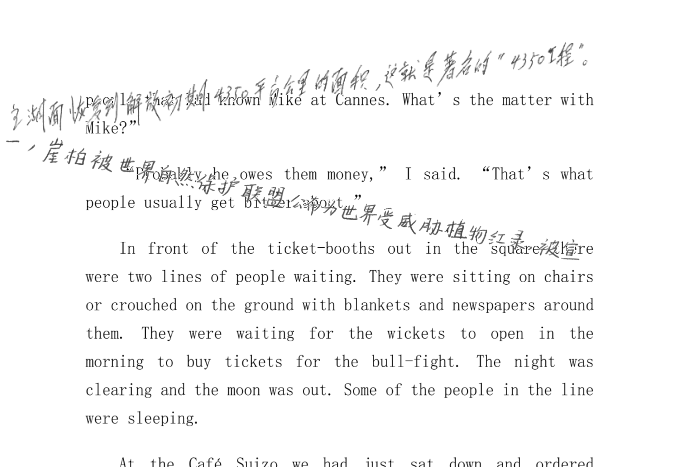 湖面恢复到解放初期4350平方公里的面积,这就是著名的"4350工程"。
known Mike at Cannes. What's the matter with
Mike?”
一,崖柏被世界自然保护联盟公布为世界受威胁植物红录,被宣
“Probably he owes them money,” I said. “That's what
people usually get bitter about.”
In front of the ticket-booths out in the square there
were two lines of people waiting. They were sitting on chairs
or crouched on the ground with blankets and newspapers around
them. They were waiting for the wickets to open in the
morning to buy tickets for the bull-fight. The night was
clearing and the moon was out. Some of the people in the line
were sleeping.
At the Café Suizo we had just sat down and ordered